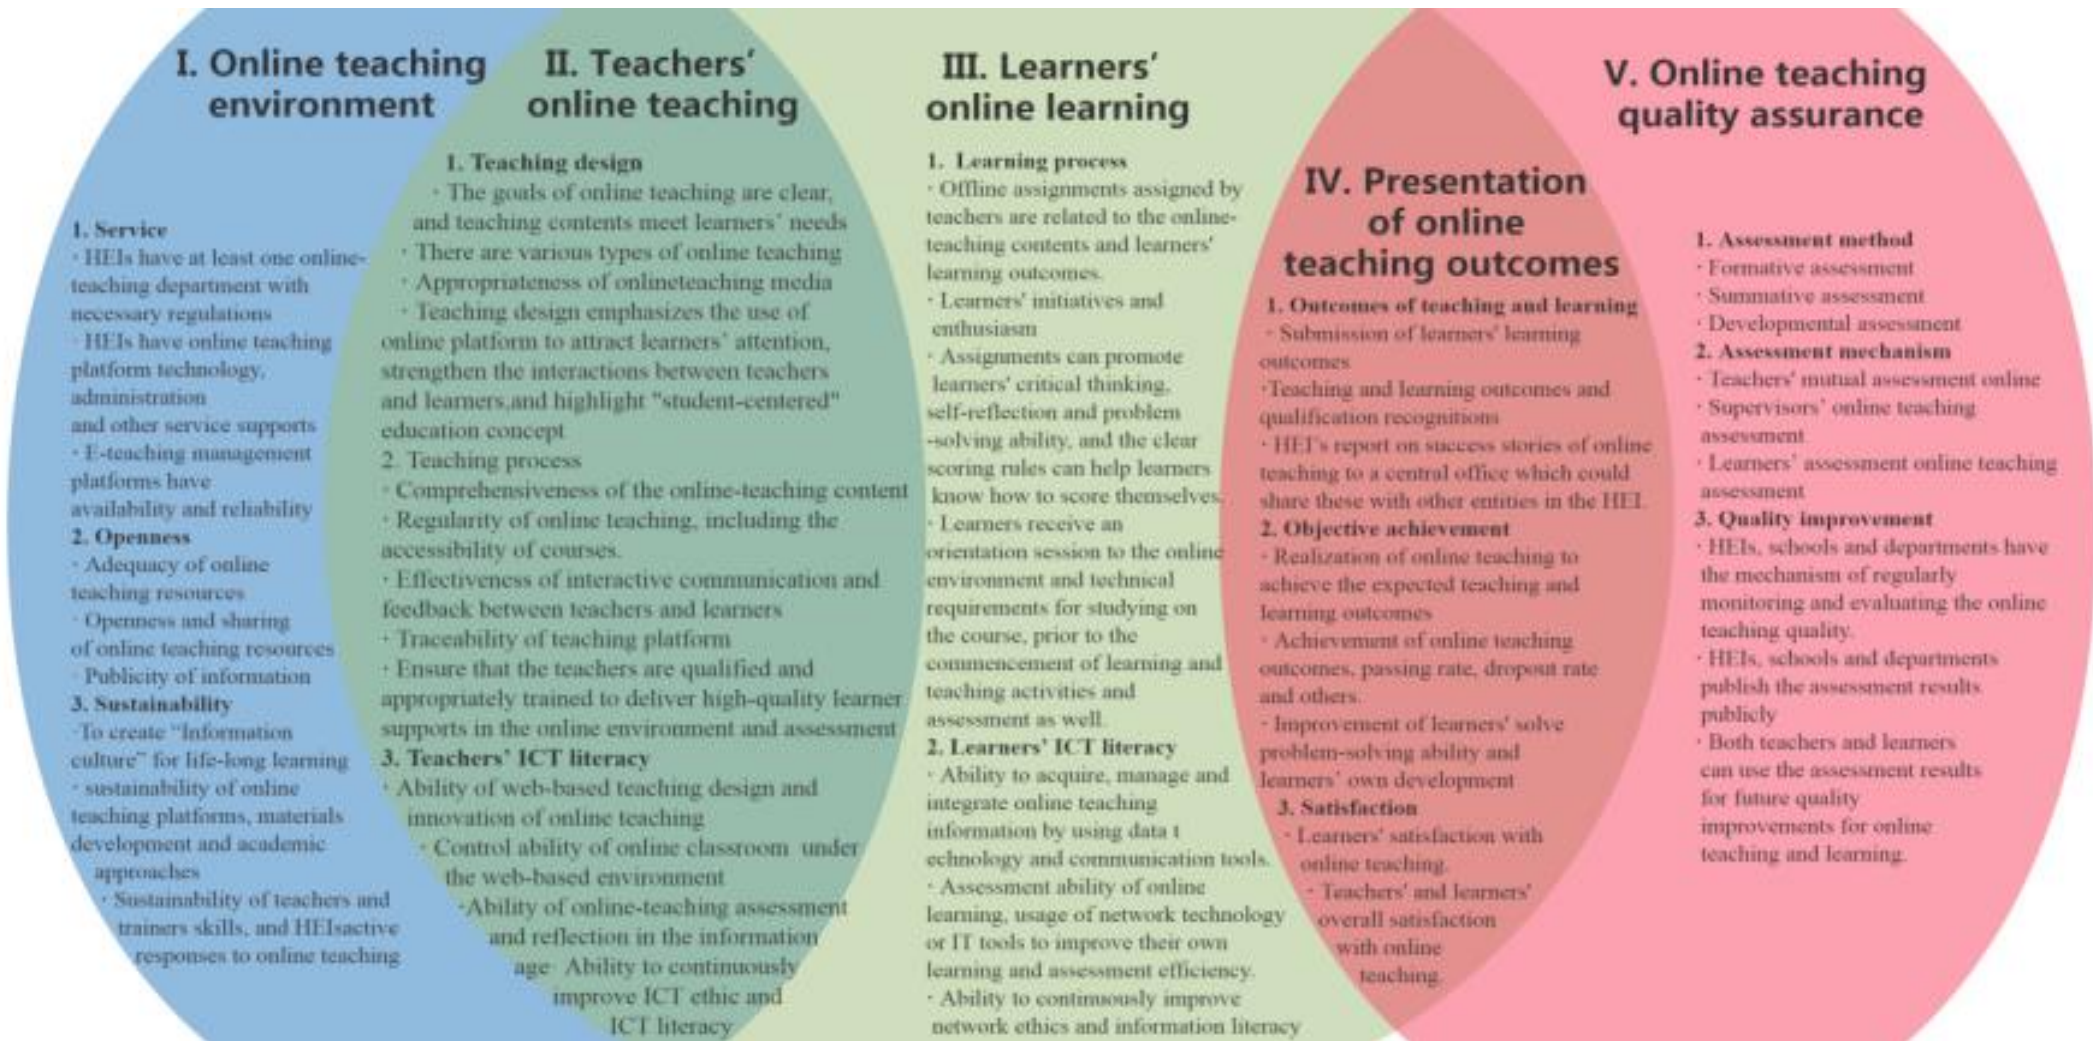 I. Online teaching
environment
1. Service
· HEIs have at least one online-
teaching department with
necessary regulations
· HEIs have online teaching
platform technology,
administration
and other service supports
· E-teaching management
platforms have
availability and reliability
2. Openness
· Adequacy of online
teaching resources
· Openness and sharing
of online teaching resources
· Publicity of information
3. Sustainability
·To create "Information
culture" for life-long learning
· sustainability of online
teaching platforms, materials
development and academic
approaches
· Sustainability of teachers and
trainers skills, and HEIsactive
responses to online teaching
II. Teachers'
online teaching
1. Teaching design
· The goals of online teaching are clear,
and teaching contents meet learners' needs
· There are various types of online teaching
· Appropriateness of onlineteaching media
· Teaching design emphasizes the use of
online platform to attract learners' attention,
strengthen the interactions between teachers
and learners,and highlight "student-centered"
education concept
2. Teaching process
· Comprehensiveness of the online-teaching content
· Regularity of online teaching, including the
accessibility of courses.
· Effectiveness of interactive communication and
feedback between teachers and learners
· Traceability of teaching platform
· Ensure that the teachers are qualified and
appropriately trained to deliver high-quality learner
supports in the online environment and assessment
3. Teachers' ICT literacy
· Ability of web-based teaching design and
innovation of online teaching
· Control ability of online classroom under
the web-based environment
·Ability of online-teaching assessment
and reflection in the information
age· Ability to continuously
improve ICT ethic and
ICT literacy
III. Learners'
online learning
1. Learning process
· Offline assignments assigned by
teachers are related to the online-
teaching contents and learners'
learning outcomes.
· Learners' initiatives and
enthusiasm
· Assignments can promote
learners' critical thinking,
self-reflection and problem
-solving ability, and the clear
scoring rules can help learners
know how to score themselves.
· Learners receive an
orientation session to the online
environment and technical
requirements for studying on
the course, prior to the
commencement of learning and
teaching activities and
assessment as well.
2. Learners' ICT literacy
· Ability to acquire, manage and
integrate online teaching
information by using data t
echnology and communication tools.
· Assessment ability of online
learning, usage of network technology
or IT tools to improve their own
learning and assessment efficiency.
· Ability to continuously improve
network ethics and information literacy
IV. Presentation
of online
teaching outcomes
1. Outcomes of teaching and learning
· Submission of learners' learning
outcomes
·Teaching and learning outcomes and
qualification recognitions
· HEI's report on success stories of online
teaching to a central office which could
share these with other entities in the HEI.
2. Objective achievement
· Realization of online teaching to
achieve the expected teaching and
learning outcomes
· Achievement of online teaching
outcomes, passing rate, dropout rate
and others.
· Improvement of learners' solve
problem-solving ability and
learners' own development
3. Satisfaction
· Learners' satisfaction with
online teaching.
· Teachers' and learners'
overall satisfaction
with online
teaching.
V. Online teaching
quality assurance
1. Assessment method
· Formative assessment
· Summative assessment
· Developmental assessment
2. Assessment mechanism
· Teachers' mutual assessment online
· Supervisors' online teaching
assessment
· Learners' assessment online teaching
assessment
3. Quality improvement
· HEIs, schools and departments have
the mechanism of regularly
monitoring and evaluating the online
teaching quality.
· HEIs, schools and departments
publish the assessment results
publicly
· Both teachers and learners
can use the assessment results
for future quality
improvements for online
teaching and learning.